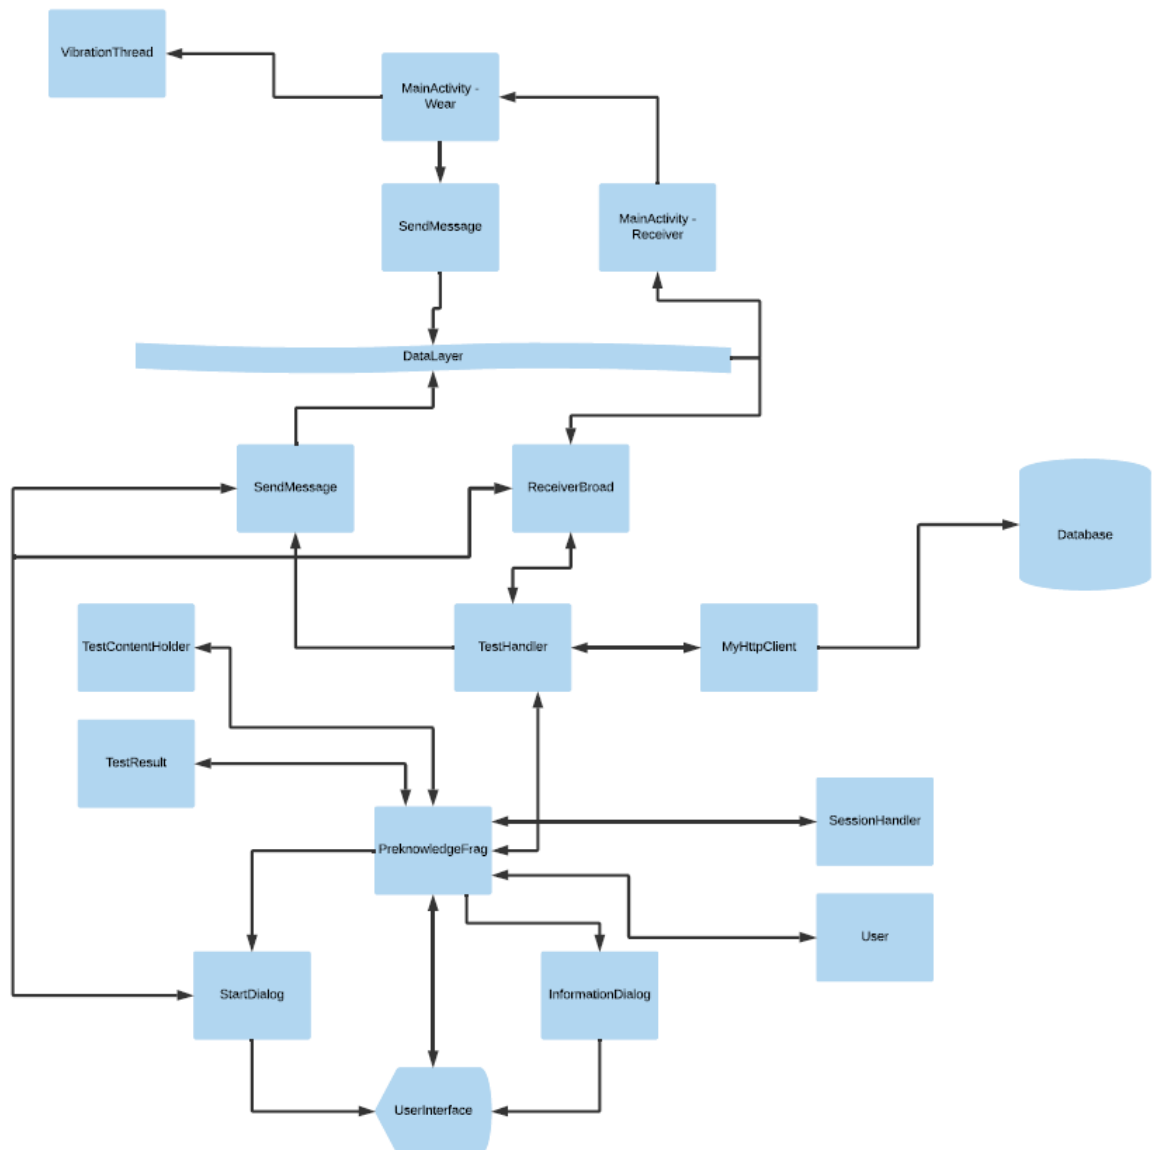 VibrationThread
MainActivity -
Wear
SendMessage
MainActivity -
Receiver
DataLayer
SendMessage
ReceiverBroad
Database
TestContentHolder
TestHandler
MyHttpClient
TestResult
SessionHandler
PreknowledgeFrag
User
StartDialog
InformationDialog
UserInterface